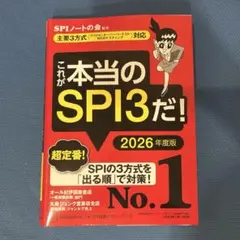 SPIノートの会 編著
主要3方式 対応
これが
本当の
SPI3だ!
2026年度版
超定番!
SPIの3方式を
「出る順」で対策!
No.1